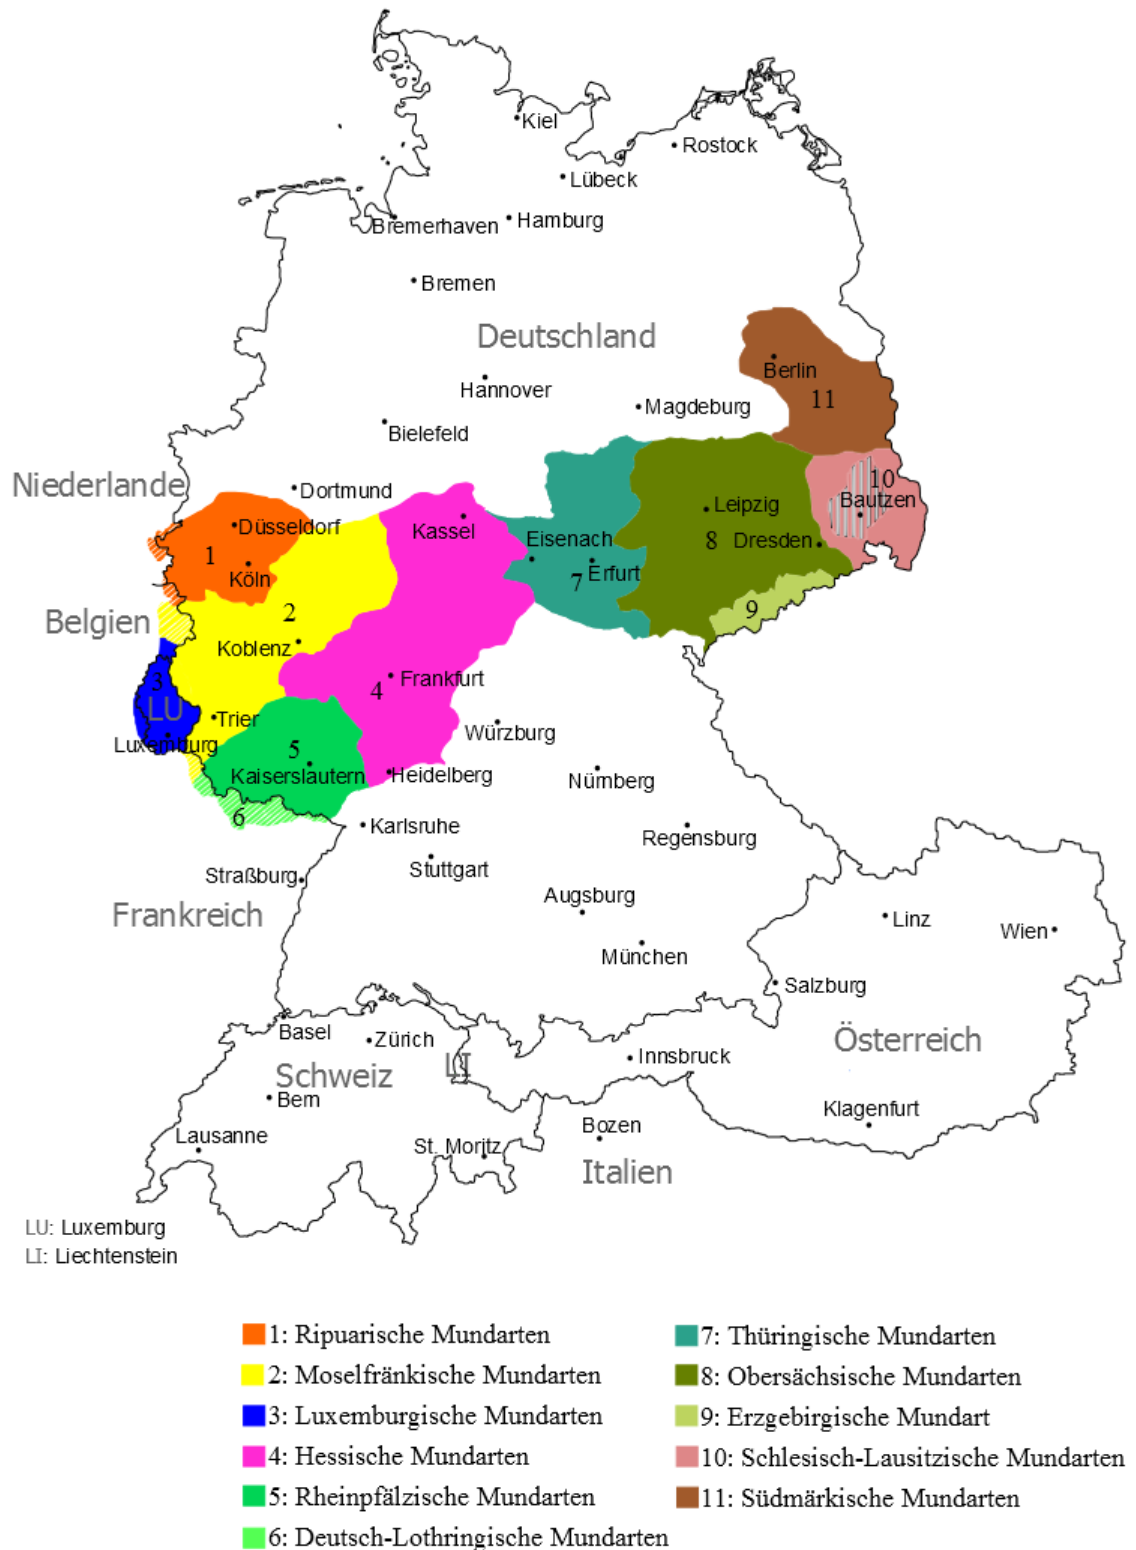 Kiel
Rostock
Lübeck
Bremerhaven
Hamburg
Bremen
Deutschland
Berlin
Hannover
11
Magdeburg
Bielefeld
Niederlande
Dortmund
10
Bautzen
Düsseldorf
Kassel
Leipzig
Eisenach
8
Dresden
1
Köln
7
Erfurt
Belgien
2
9
Koblenz
3
LU
4
Frankfurt
Trier
Luxemburg
Würzburg
5
Kaiserslautern
Heidelberg
Nürnberg
6
Karlsruhe
Regensburg
Stuttgart
Straßburg
Augsburg
Frankreich
Linz
Wien
München
Salzburg
Basel
Zürich
Österreich
Schweiz
LI
Innsbruck
Bern
Klagenfurt
Lausanne
Bozen
St. Moritz
Italien
LU: Luxemburg
LI: Liechtenstein
1: Ripuarische Mundarten
2: Moselfränkische Mundarten
3: Luxemburgische Mundarten
4: Hessische Mundarten
5: Rheinpfälzische Mundarten
6: Deutsch-Lothringische Mundarten
7: Thüringische Mundarten
8: Obersächsische Mundarten
9: Erzgebirgische Mundart
10: Schlesisch-Lausitzische Mundarten
11: Südmärkische Mundarten